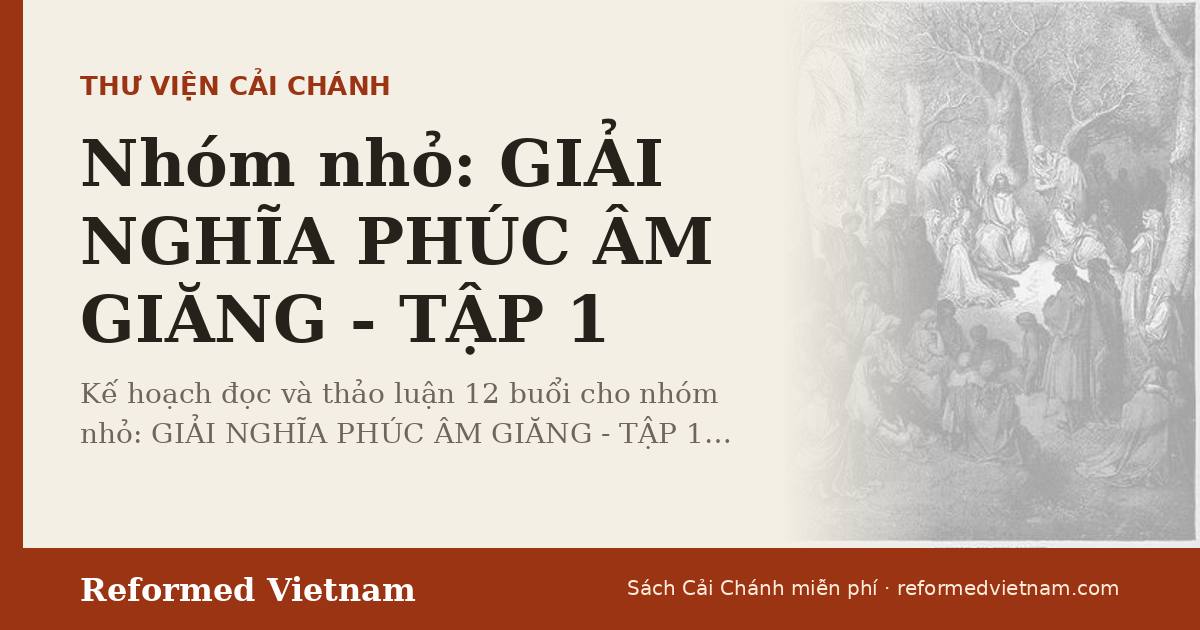 THƯ VIỆN CẢI CHÁNH
Nhóm nhỏ: GIẢI
NGHĨA PHÚC ÂM
GIĂNG - TẬP 1
Kế hoạch đọc và thảo luận 12 buổi cho nhóm
nhỏ: GIẢI NGHĨA PHÚC ÂM GIĂNG - TẬP 1...
Reformed Vietnam
Sách Cải Chánh miễn phí · reformedvietnam.com